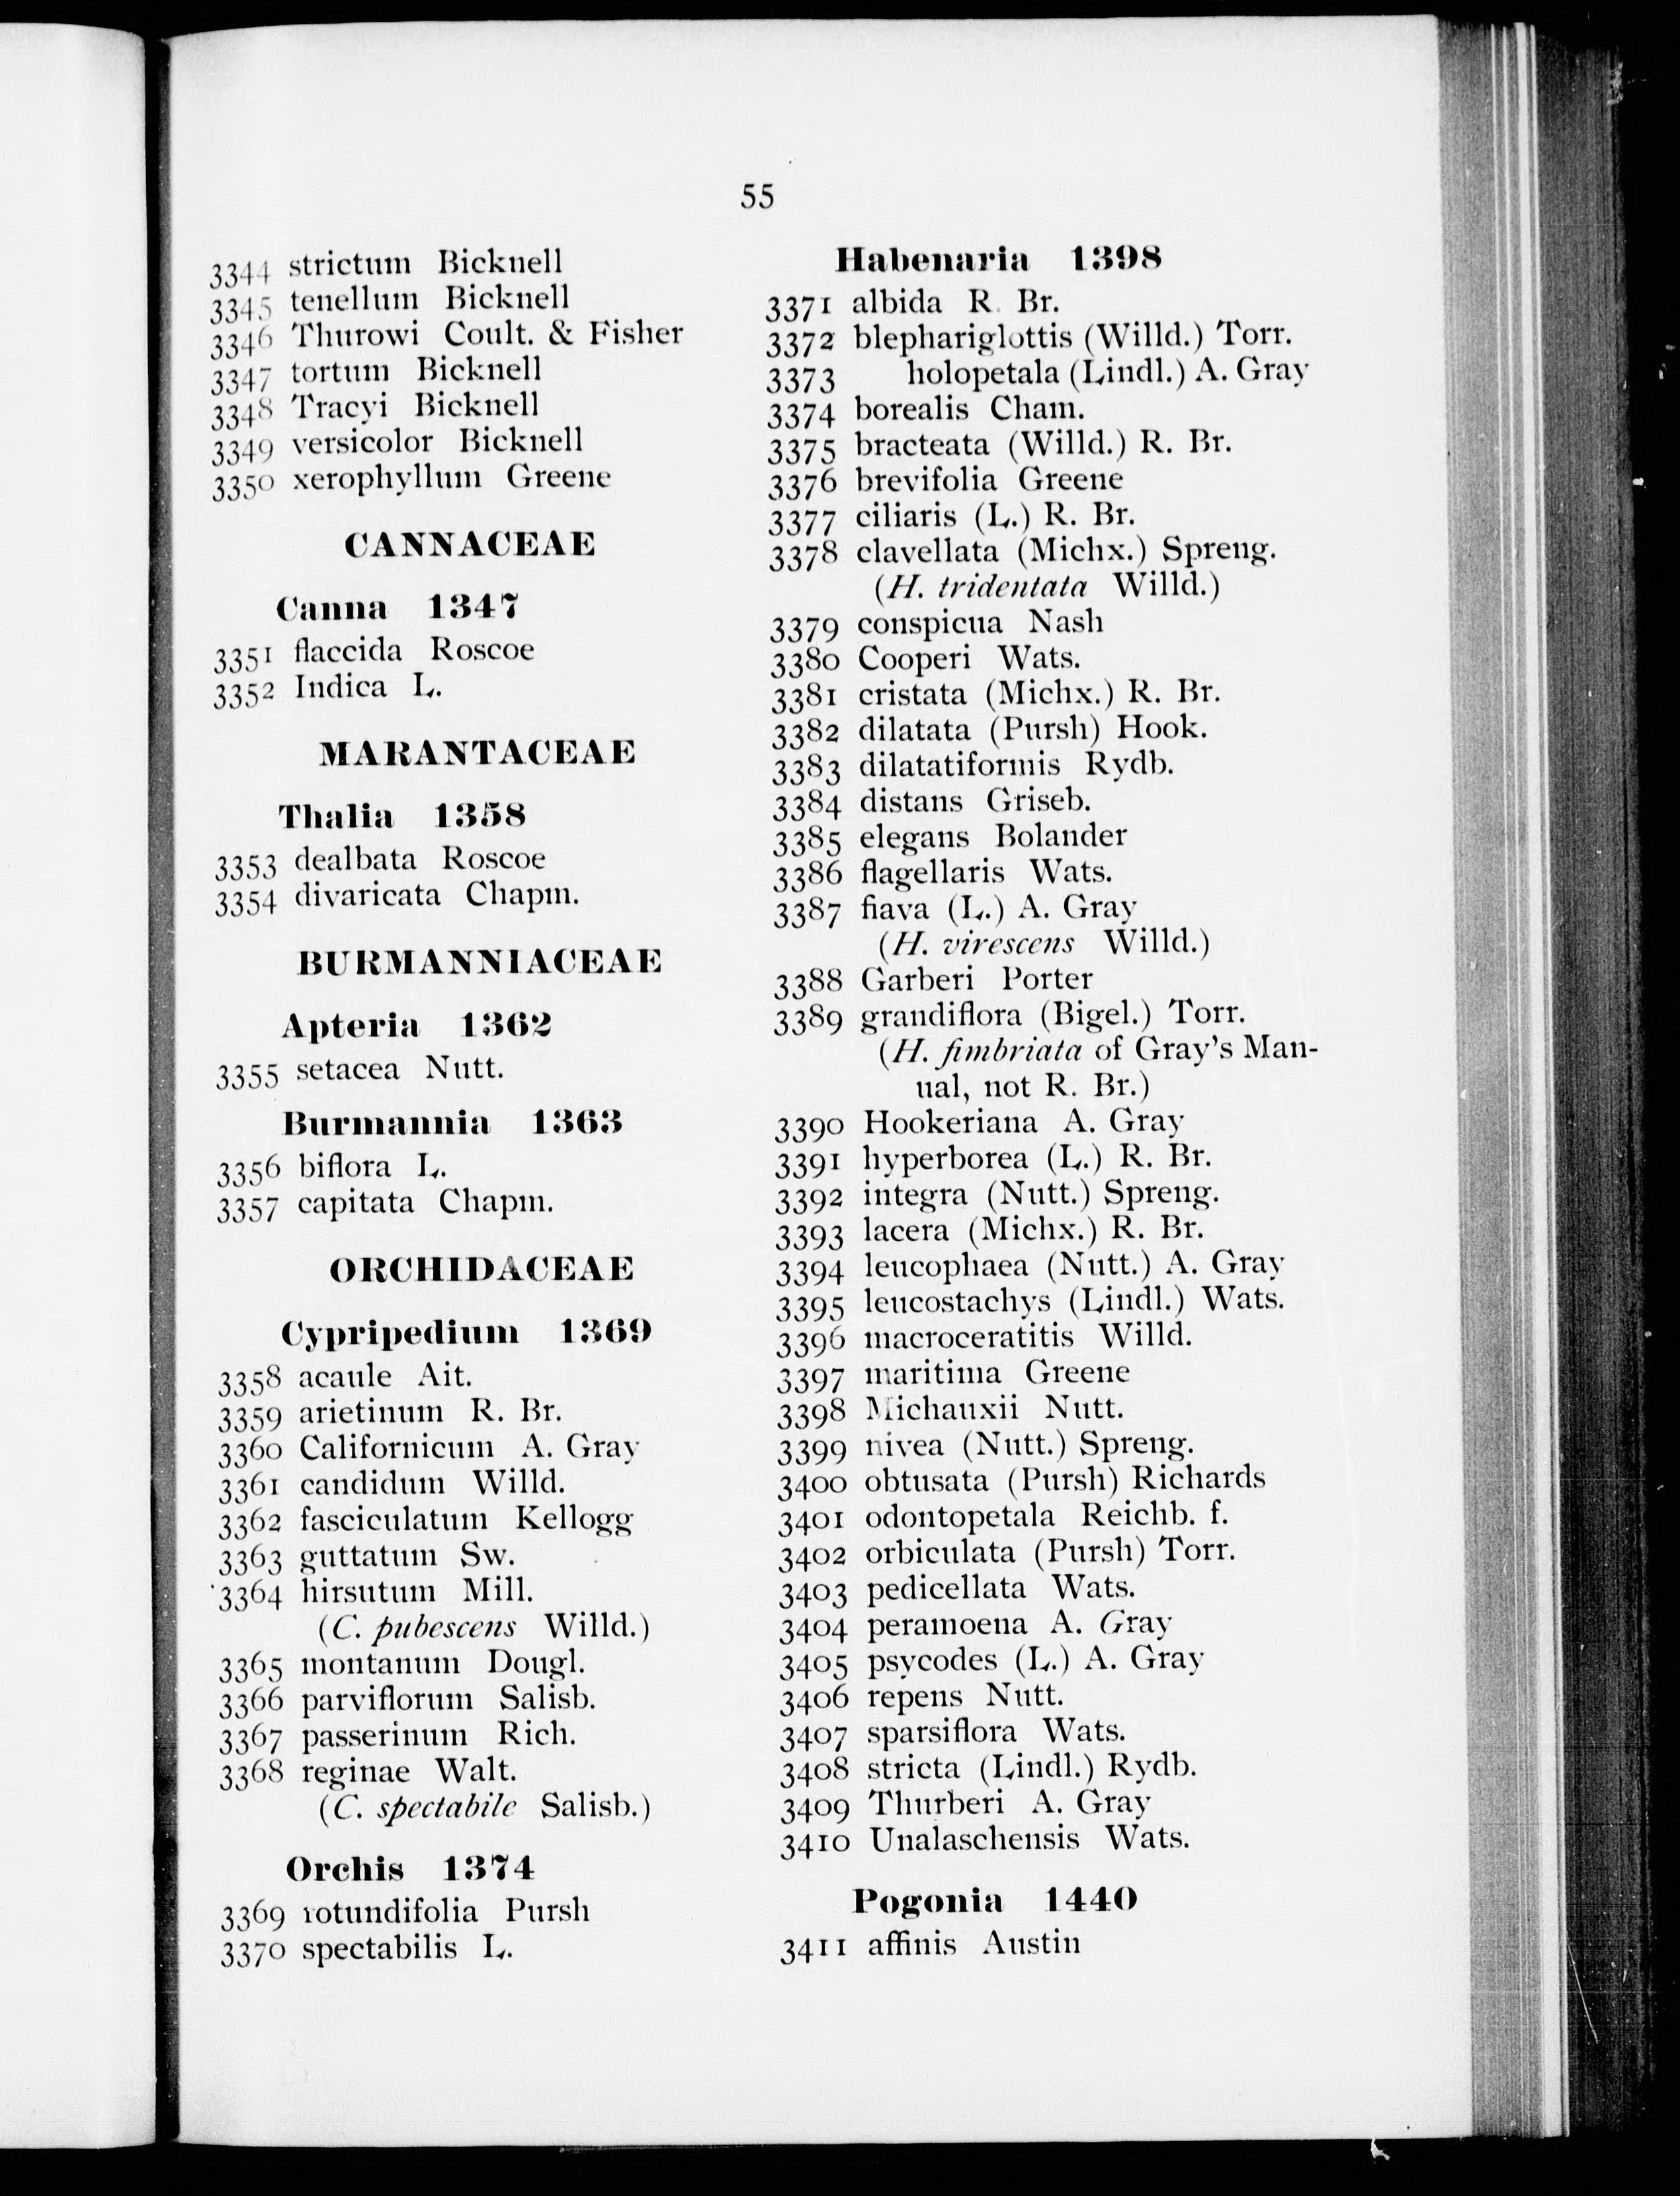 55
3344 strictum Bicknell
3345 tenellum Bicknell
3346 Thurowi Coult. & Fisher
3347 tortum Bicknell
3348 Tracyi Bicknell
3349 versicolor Bicknell
3350 xerophyllum Greene
CANNACEAE
Canna 1347
3351 flaccida Roscoe
3352 Indica L.
MARANTACEAE
Thalia 1358
3353 dealbata Roscoe
3354 divaricata Chapm.
BURMANNIACEAE
Apteria 1362
3355 setacea Nutt.
Burmannia 1363
3356 biflora L.
3357 capitata Chapm.
ORCHIDACEAE
Cypripedium 1369
3358 acaule Ait.
3359 arietinum R. Br.
3360 Californicum A. Gray
3361 candidum Willd.
3362 fasciculatum Kellogg
3363 guttatum Sw.
3364 hirsutum Mill.
(C. pubescens Willd.)
3365 montanum Dougl.
3366 parviflorum Salisb.
3367 passerinum Rich.
3368 reginae Walt.
(C. spectabile Salisb.)
Orchis 1374
3369 rotundifolia Pursh
3370 spectabilis L.
Habenaria 1398
3371 albida R. Br.
3372 blephariglottis (Willd.) Torr.
3373 holopetala (Lindl.) A. Gray
3374 borealis Cham.
3375 bracteata (Willd.) R. Br.
3376 brevifolia Greene
3377 ciliaris (L.) R. Br.
3378 clavellata (Michx.) Spreng.
(H. tridentata Willd.)
3379 conspicua Nash
3380 Cooperi Wats.
3381 cristata (Michx.) R. Br.
3382 dilatata (Pursh) Hook.
3383 dilatatiformis Rydb.
3384 distans Griseb.
3385 elegans Bolander
3386 flagellaris Wats.
3387 fiava (L.) A. Gray
(H. virescens Willd.)
3388 Garberi Porter
3389 grandiflora (Bigel.) Torr.
(H. fimbriata of Gray's Man-
ual, not R. Br.)
3390 Hookeriana A. Gray
3391 hyperborea (L.) R. Br.
3392 integra (Nutt.) Spreng.
3393 lacera (Michx.) R. Br.
3394 leucophaea (Nutt.) A. Gray
3395 leucostachys (Lindl.) Wats.
3396 macroceratitis Willd.
3397 maritima Greene
3398 Michauxii Nutt.
3399 nivea (Nutt.) Spreng.
3400 obtusata (Pursh) Richards
3401 odontopetala Reichb. f.
3402 orbiculata (Pursh) Torr.
3403 pedicellata Wats.
3404 peramoena A. Gray
3405 psycodes (L.) A. Gray
3406 repens Nutt.
3407 sparsiflora Wats.
3408 stricta (Lindl.) Rydb.
3409 Thurberi A. Gray
3410 Unalaschensis Wats.
Pogonia 1440
3411 affinis Austin